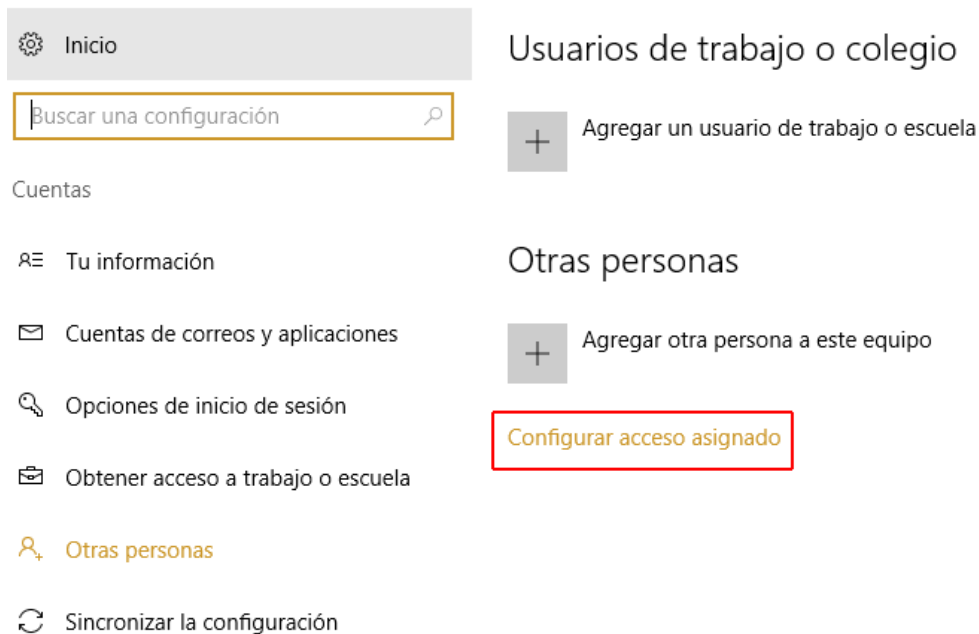 Inicio
Buscar una configuración
Cuentas
Tu información
Cuentas de correos y aplicaciones
Opciones de inicio de sesión
Obtener acceso a trabajo o escuela
Otras personas
Sincronizar la configuración
Usuarios de trabajo o colegio
Agregar un usuario de trabajo o escuela
Otras personas
Agregar otra persona a este equipo
Configurar acceso asignado